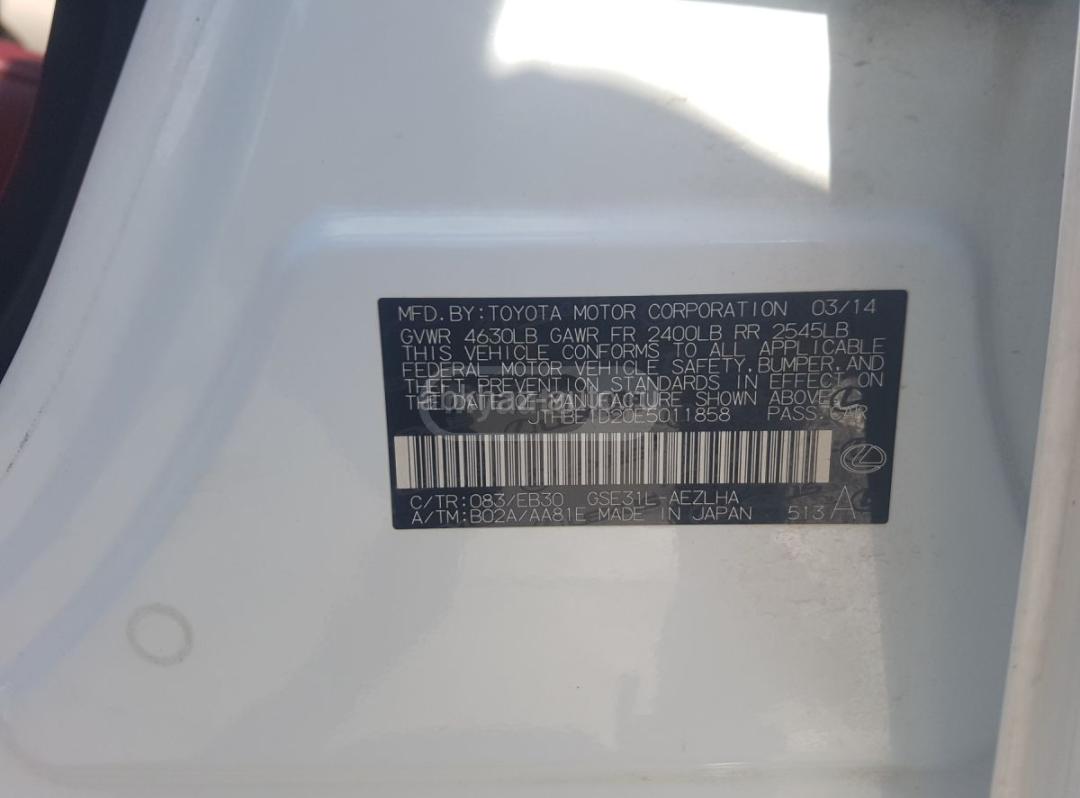 MFD. BY: TOYOTA MOTOR CORPORATION 03/14
GVWR 4630LB GAWR FR 2400LB RR 2545LB
THIS VEHICLE CONFORMS TO ALL APPLICABLE
FEDERAL MOTOR VEHICLE SAFETY, BUMPER, AND
THEFT PREVENTION STANDARDS IN EFFECT ON
THE DATE OF MANUFACTURE SHOWN ABOVE.
JTHBE1D20E5011858 PASS. CAR
C/TR: 083/EB30 GSE31L-AEZLHA
A/TM: B02A/AA81E MADE IN JAPAN 513 A